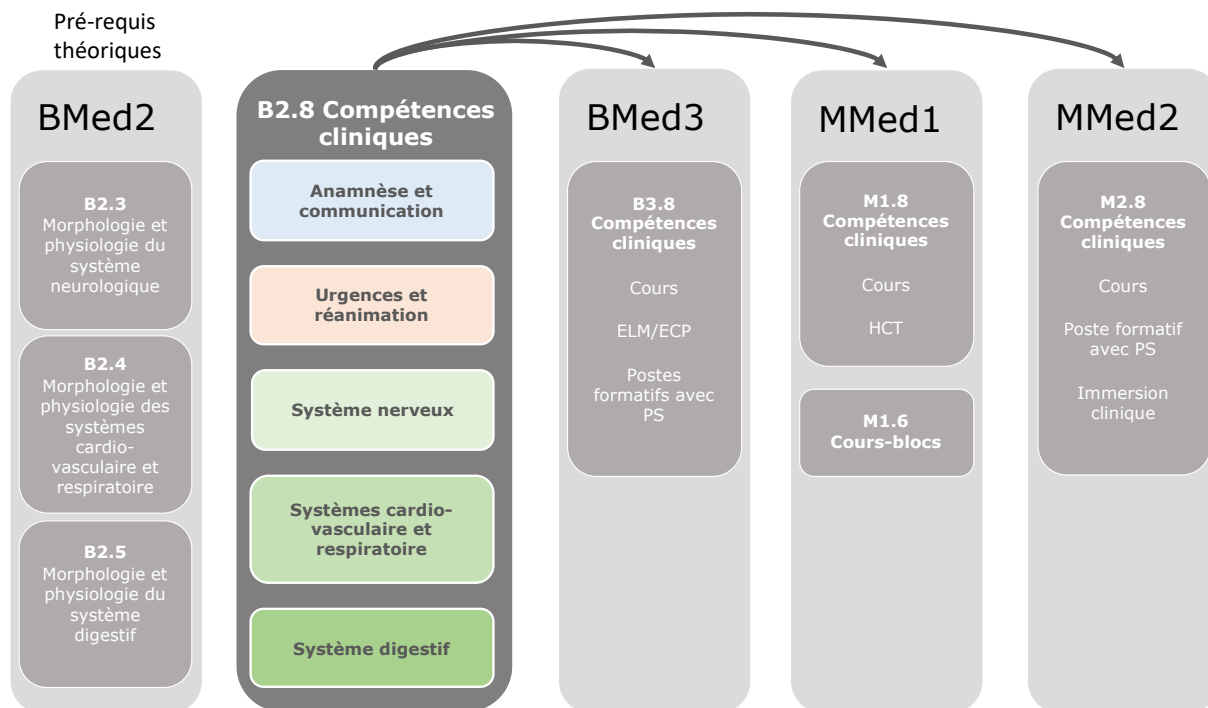 Pré-requis
théoriques
BMed2
B2.3
Morphologie et
physiologie du
système
neurologique
B2.4
Morphologie et
physiologie des
systèmes
cardio-
vasculaire et
respiratoire
B2.5
Morphologie et
physiologie du
système
digestif
B2.8 Compétences
cliniques
Anamnèse et
communication
Urgences et
réanimation
Système nerveux
Systèmes cardio-
vasculaire et
respiratoire
Système digestif
BMed3
B3.8
Compétences
cliniques
Cours
ELM/ECP
Postes
formatifs avec
PS
MMed1
M1.8
Compétences
cliniques
Cours
HCT
M1.6
Cours-blocs
MMed2
M2.8
Compétences
cliniques
Cours
Poste formatif
avec PS
Immersion
clinique